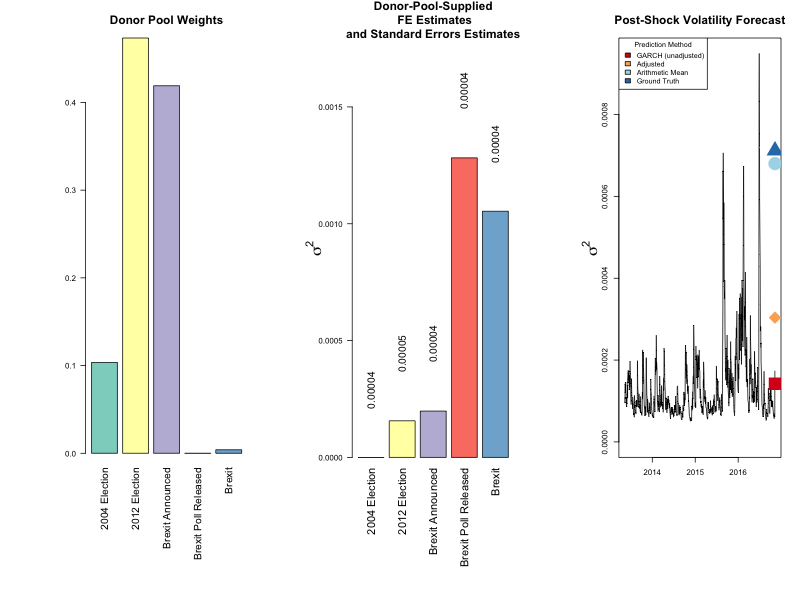 Donor Pool Weights
0.4
0.3
0.2
0.1
0.0
2004 Election
2012 Election
Brexit Announced
Brexit Poll Released
Brexit
Donor-Pool-Supplied
FE Estimates
and Standard Errors Estimates
σ2
0.0015
0.0010
0.0005
0.0000
0.00004
0.00005
0.00004
0.00004
0.00004
2004 Election
2012 Election
Brexit Announced
Brexit Poll Released
Brexit
Post-Shock Volatility Forecast
Prediction Method
GARCH (unadjusted)
Adjusted
Arithmetic Mean
Ground Truth
σ2
0.0008
0.0006
0.0004
0.0002
0.0000
2014
2015
2016